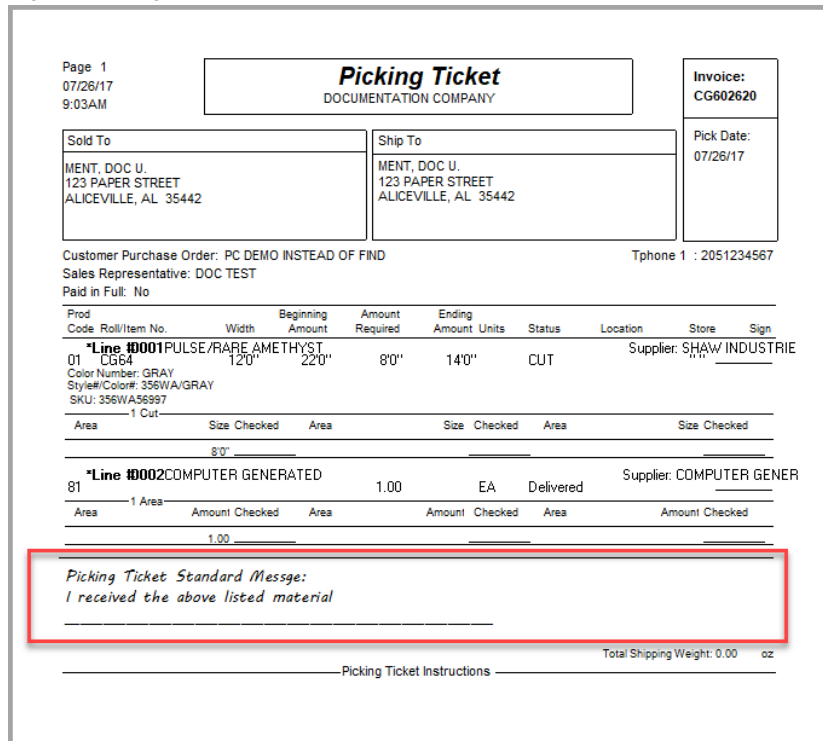 Page 1
07/26/17
9:03AM
Picking Ticket
DOCUMENTATION COMPANY
Invoice:
CG602620
Pick Date:
07/26/17
Sold To
MENT, DOC U.
123 PAPER STREET
ALICEVILLE, AL 35442
Ship To
MENT, DOC U.
123 PAPER STREET
ALICEVILLE, AL 35442
Customer Purchase Order: PC DEMO INSTEAD OF FIND Tphone 1 : 2051234567
Sales Representative: DOC TEST
Paid in Full: No
Prod Beginning Amount Ending
Code Roll/Item No. Width Amount Required Amount Units Status Location Store Sign
*Line #0001 PULSE/RARE AMETHYST Supplier: SHAW INDUSTRIE
01 CG64 12'0" 22'0" 8'0" 14'0" CUT " "
Color Number: GRAY
Style#/Color#: 356WA/GRAY
SKU: 356WA56997
1 Cut
Area Size Checked Area Size Checked Area Size Checked
8'0"
*Line #0002 COMPUTER GENERATED Supplier: COMPUTER GENER
81 1.00 EA Delivered
1 Area
Area Amount Checked Area Amount Checked Area Amount Checked
1.00
Picking Ticket Standard Messge:
I received the above listed material
Total Shipping Weight: 0.00 oz
Picking Ticket Instructions